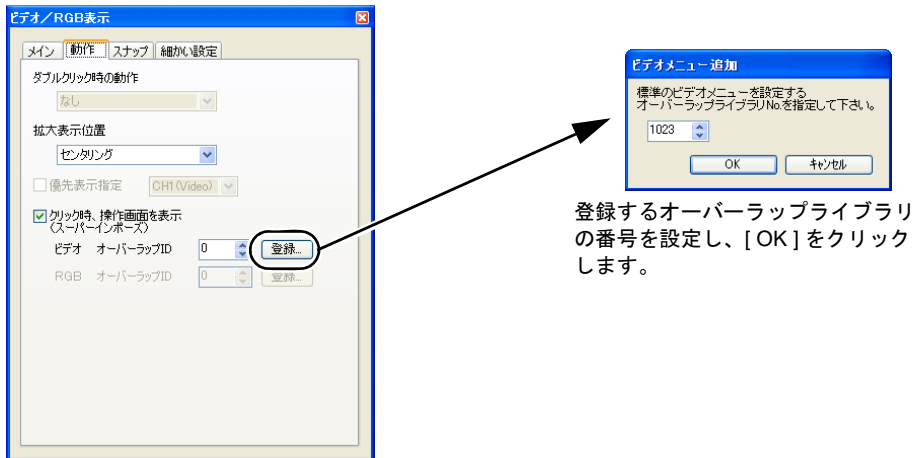 ビデオ／RGB表示
メイン 動作 スナップ 細かい設定
ダブルクリック時の動作
なし
拡大表示位置
センタリング
優先表示指定 CH1(Video)
クリック時、操作画面を表示
(スーパーインポーズ)
ビデオ オーバーラップID 0 登録...
RGB オーバーラップID 0 登録...
ビデオメニュー追加
標準のビデオメニューを設定する
オーバーラップライブラリNo.を指定して下さい。
1023
OK キャンセル
登録するオーバーラップライブラリ
の番号を設定し、[ OK ] をクリック
します。